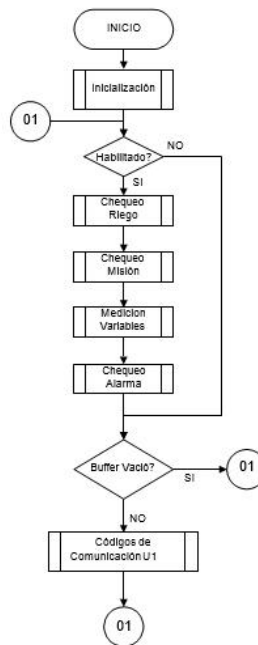 INICIO
Inicialización
01
Habilitado?
NO
SI
Chequeo
Riego
Chequeo
Misión
Medicion
Variables
Chequeo
Alarma
Buffer Vació?
01
SI
NO
Códigos de
Comunicación U1
01